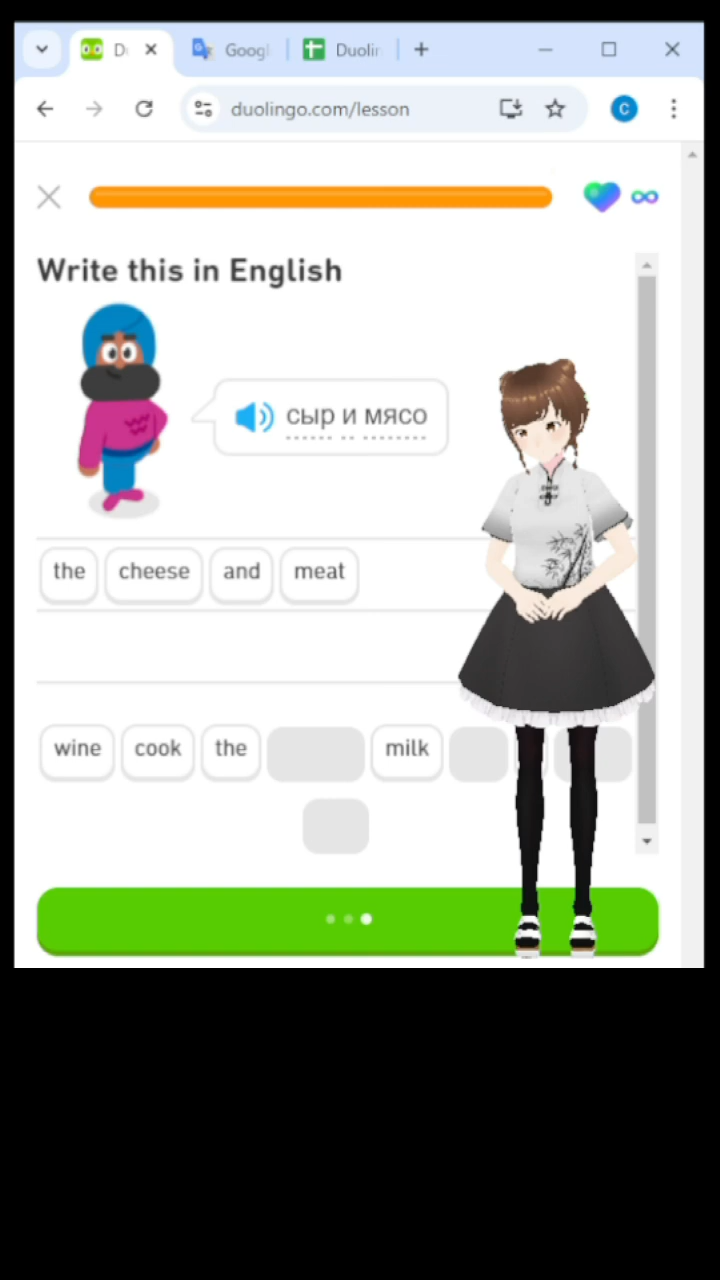 Du
Googl
Duolin
duolingo.com/lesson
C
Write this in English
сыр и мясо
the cheese and meat
wine cook the milk